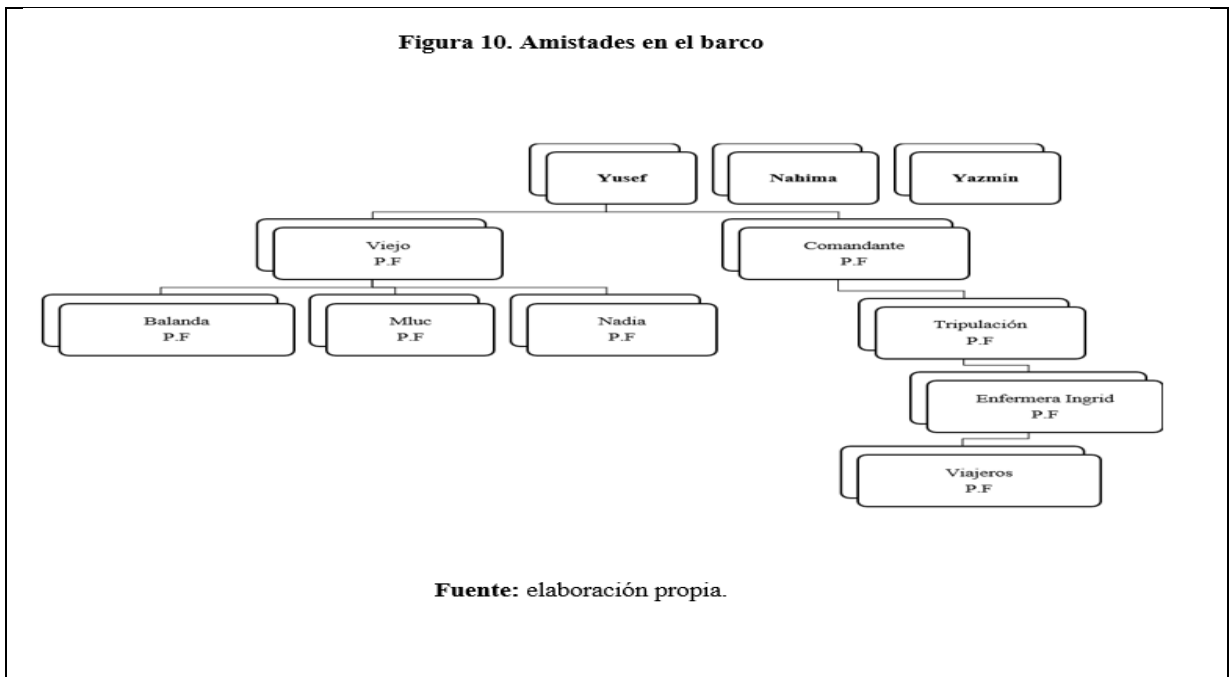 Figura 10. Amistades en el barco
Yusef
Nahima
Yazmin
Viejo
P.F
Comandante
P.F
Balanda
P.F
Mluc
P.F
Nadia
P.F
Tripulación
P.F
Enfermera Ingrid
P.F
Viajeros
P.F
Fuente: elaboración propia.